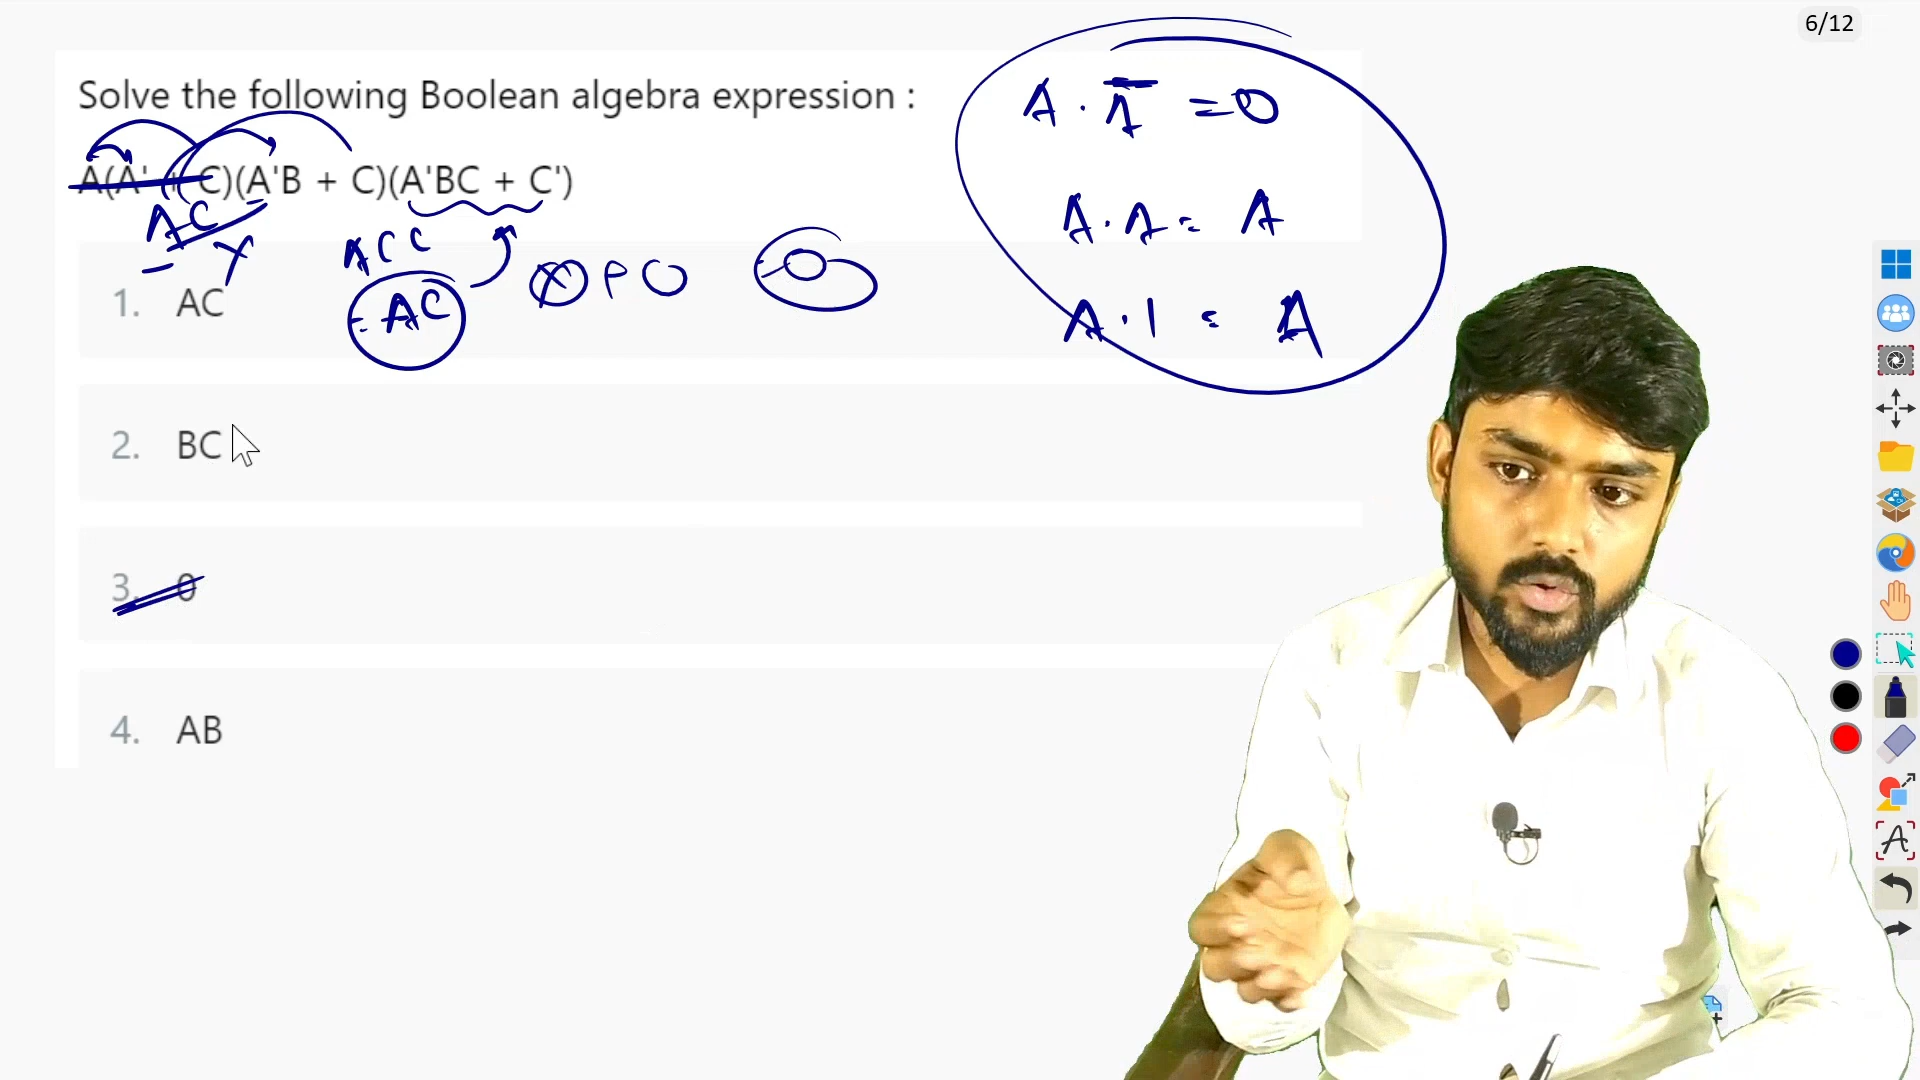 6/12
Solve the following Boolean algebra expression :
A(A' + C)(A'B + C)(A'BC + C')
A · A̅ = 0
A · A = A
A · 1 = A
AC
ACC
= AC
1. AC
2. BC
3. 0
4. AB